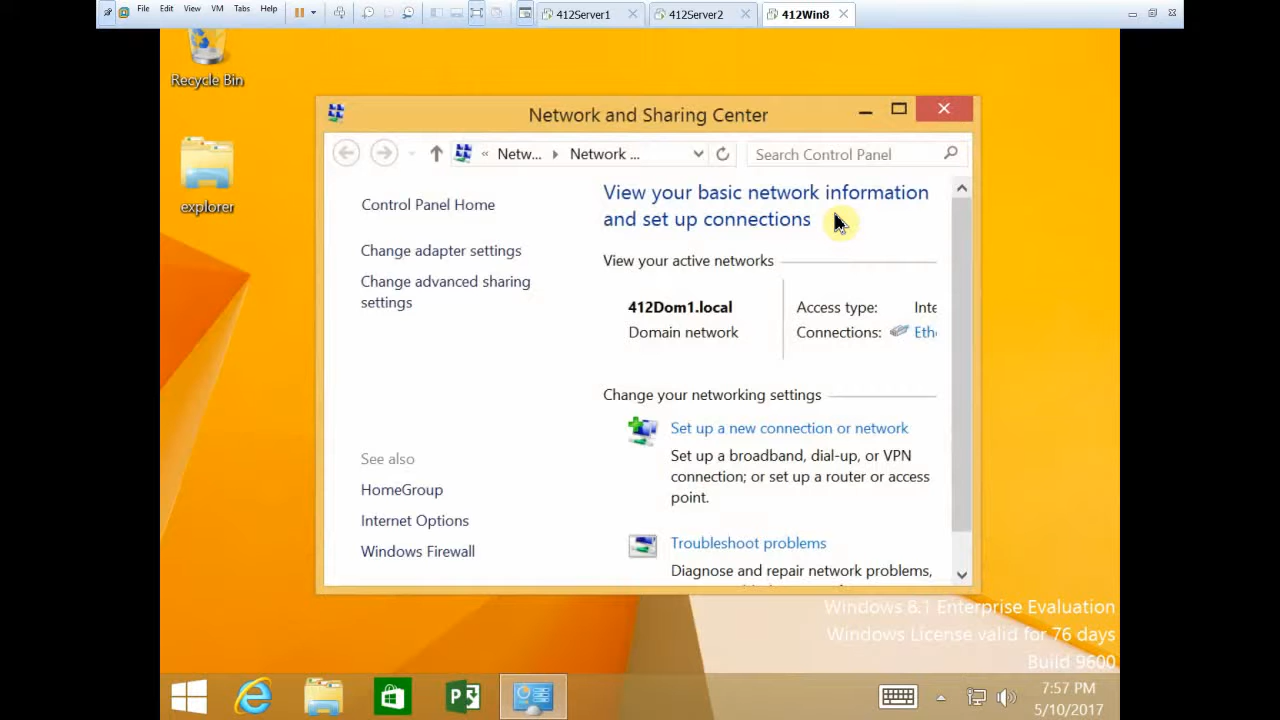 File Edit View VM Tabs Help
412Server1 412Server2 412Win8
Recycle Bin
explorer
Network and Sharing Center
« Netw... Network ... Search Control Panel
Control Panel Home
Change adapter settings
Change advanced sharing
settings
See also
HomeGroup
Internet Options
Windows Firewall
View your basic network information
and set up connections
View your active networks
412Dom1.local
Domain network
Access type: Inte
Connections: Ethe
Change your networking settings
Set up a new connection or network
Set up a broadband, dial-up, or VPN
connection; or set up a router or access
point.
Troubleshoot problems
Diagnose and repair network problems,
Windows 8.1 Enterprise Evaluation
Windows License valid for 76 days
Build 9600
7:57 PM
5/10/2017